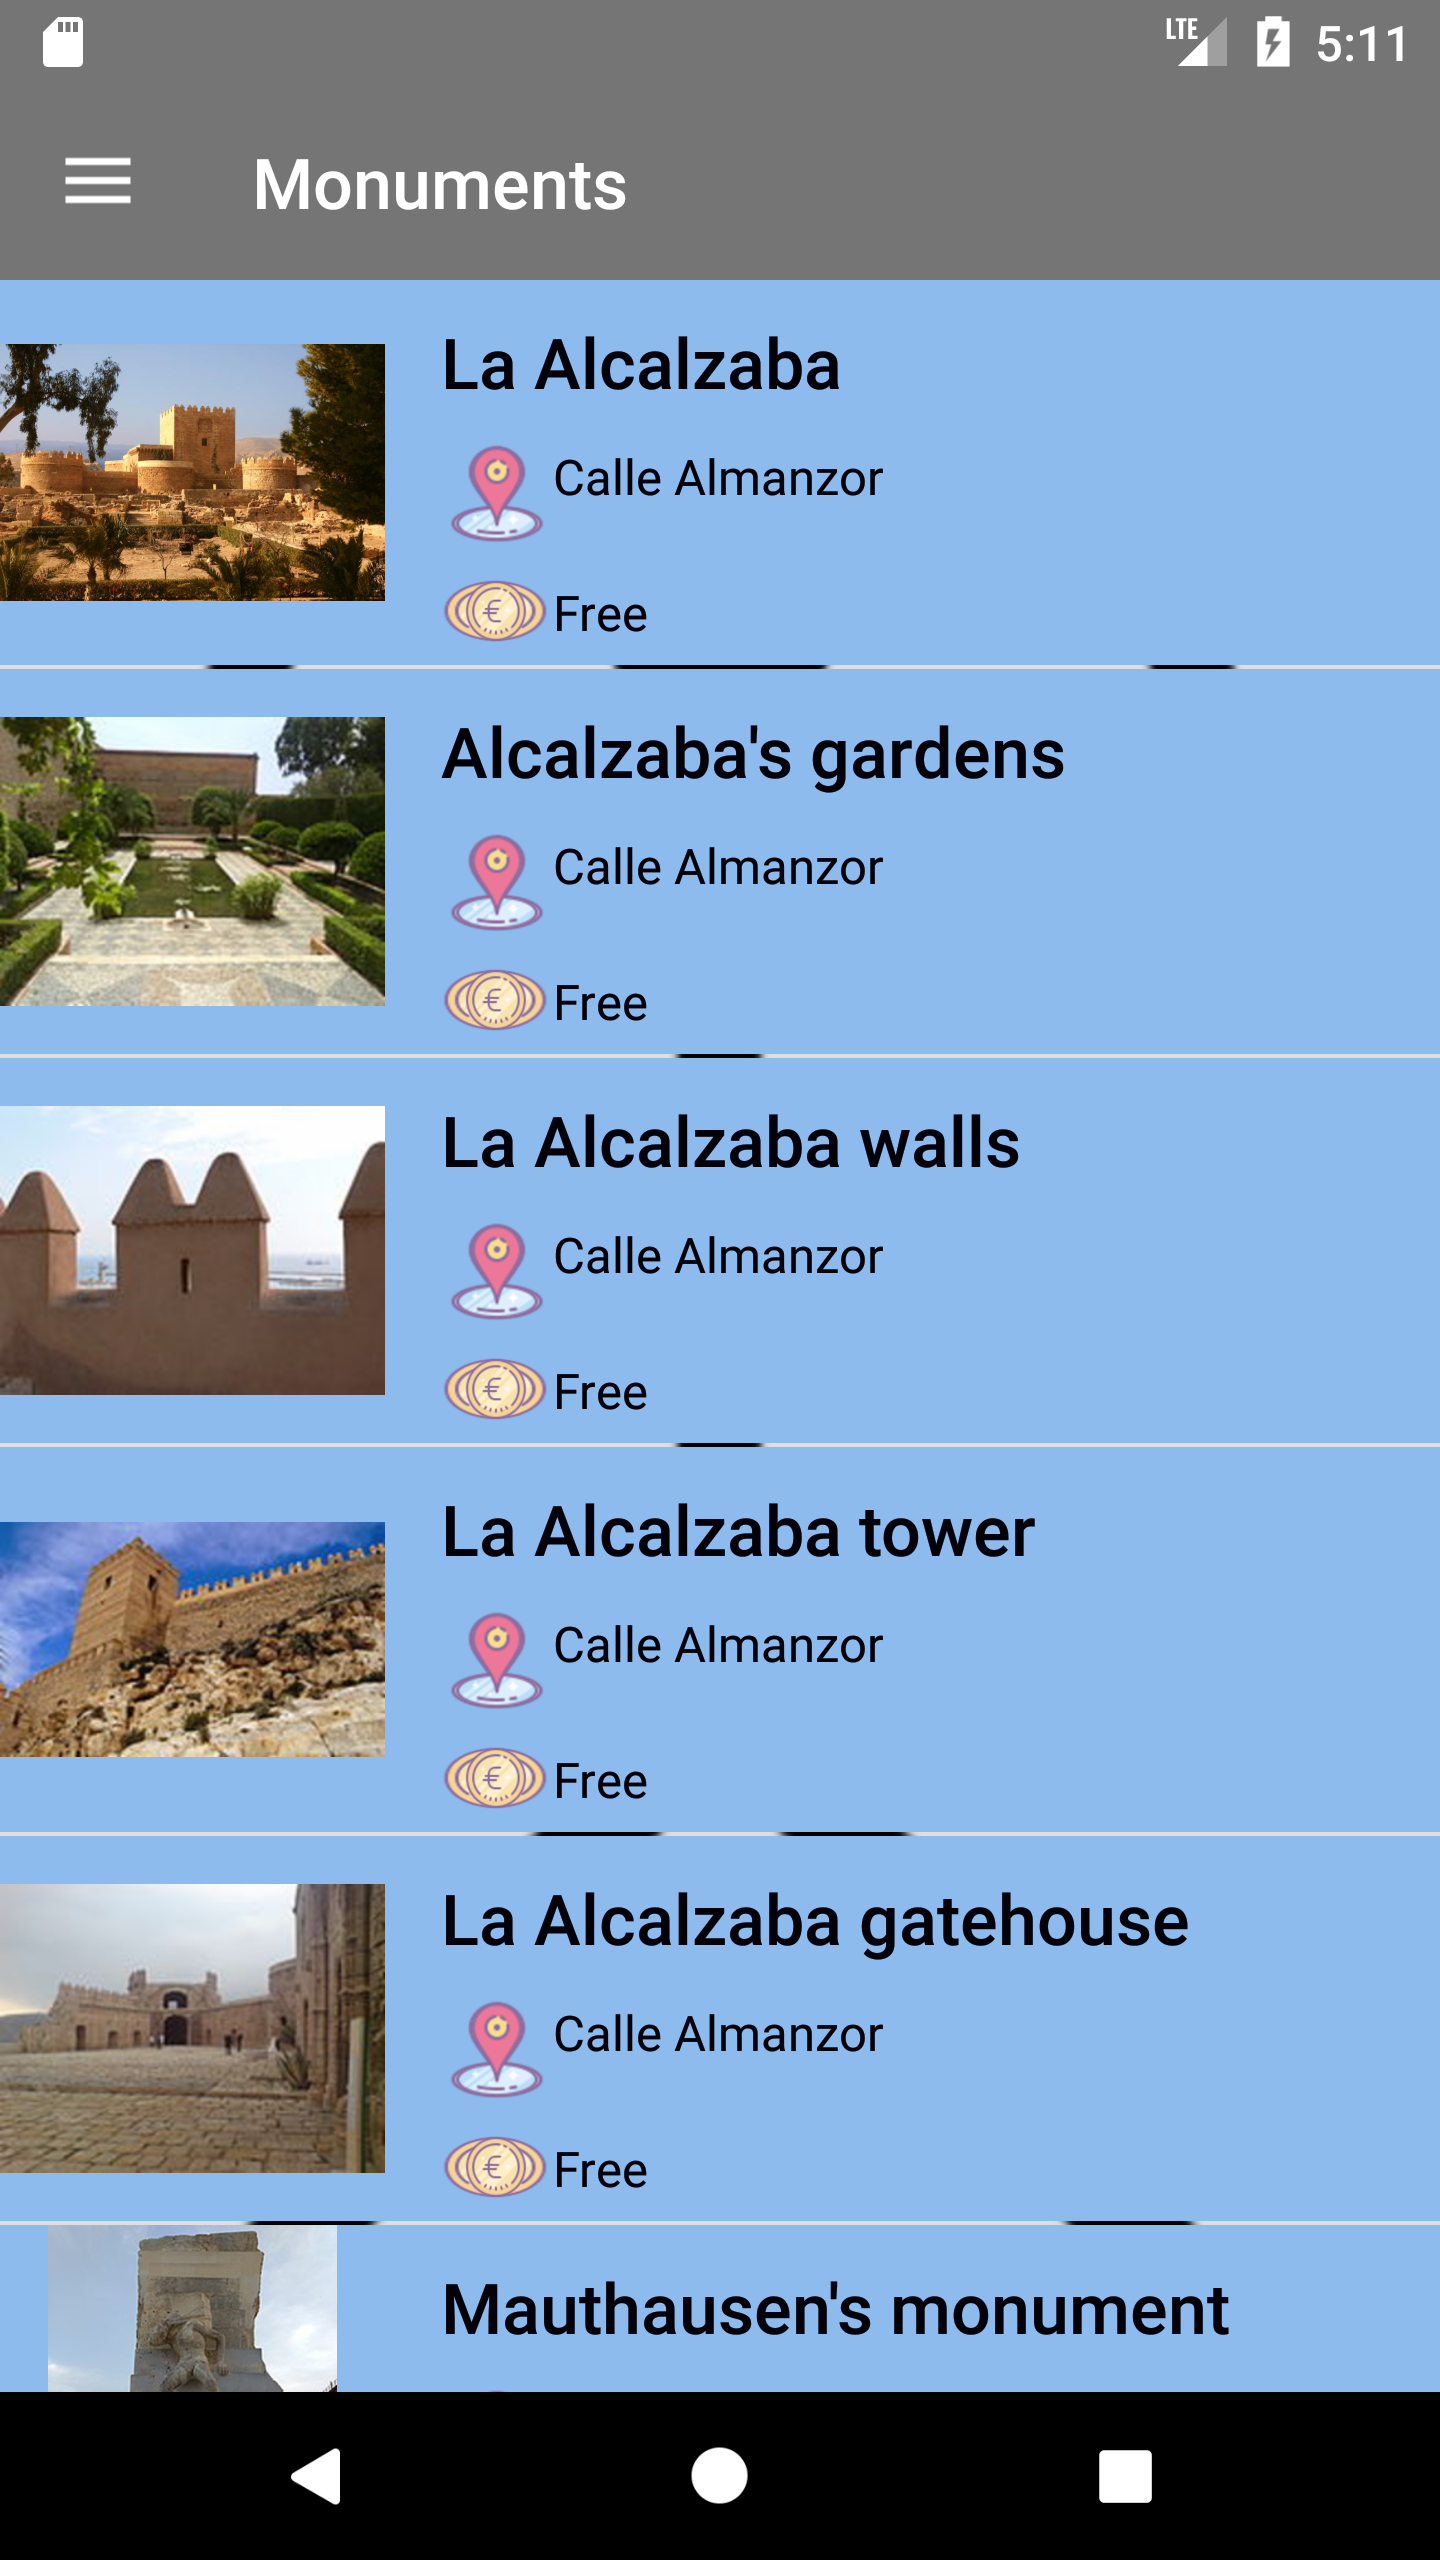 LTE 5:11
Monuments
La Alcalzaba
Calle Almanzor
€ Free
Alcalzaba's gardens
Calle Almanzor
€ Free
La Alcalzaba walls
Calle Almanzor
€ Free
La Alcalzaba tower
Calle Almanzor
€ Free
La Alcalzaba gatehouse
Calle Almanzor
€ Free
Mauthausen's monument